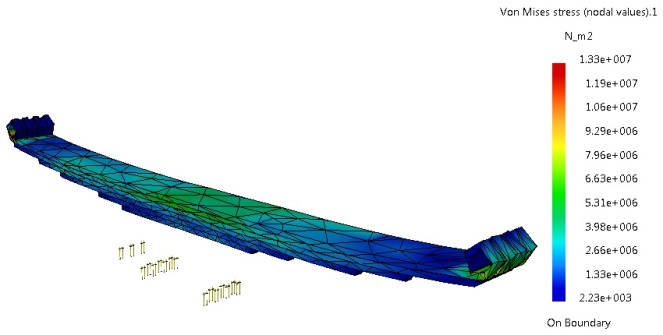 Von Mises stress (nodal values).1
N_m2
1.33e+007
1.19e+007
1.06e+007
9.29e+006
7.96e+006
6.63e+006
5.31e+006
3.98e+006
2.66e+006
1.33e+006
2.23e+003
On Boundary